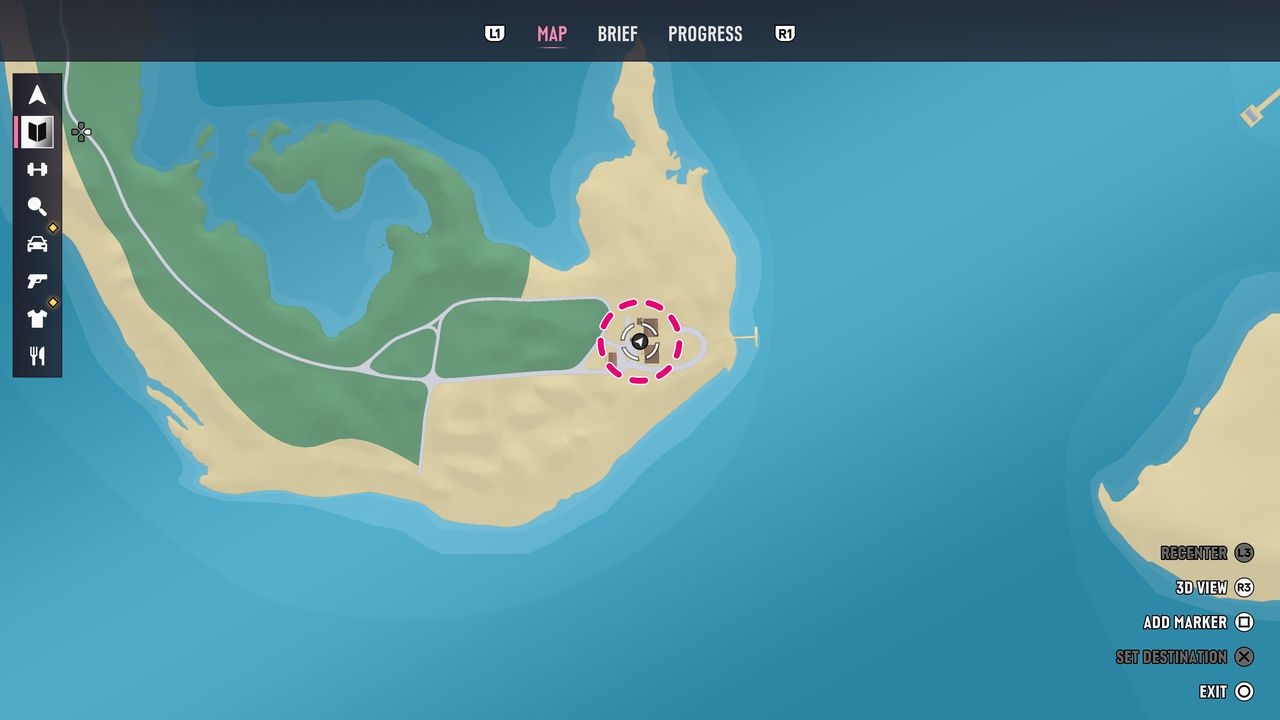 L1 MAP BRIEF PROGRESS R1
RECENTER L3
3D VIEW R3
ADD MARKER
SET DESTINATION
EXIT